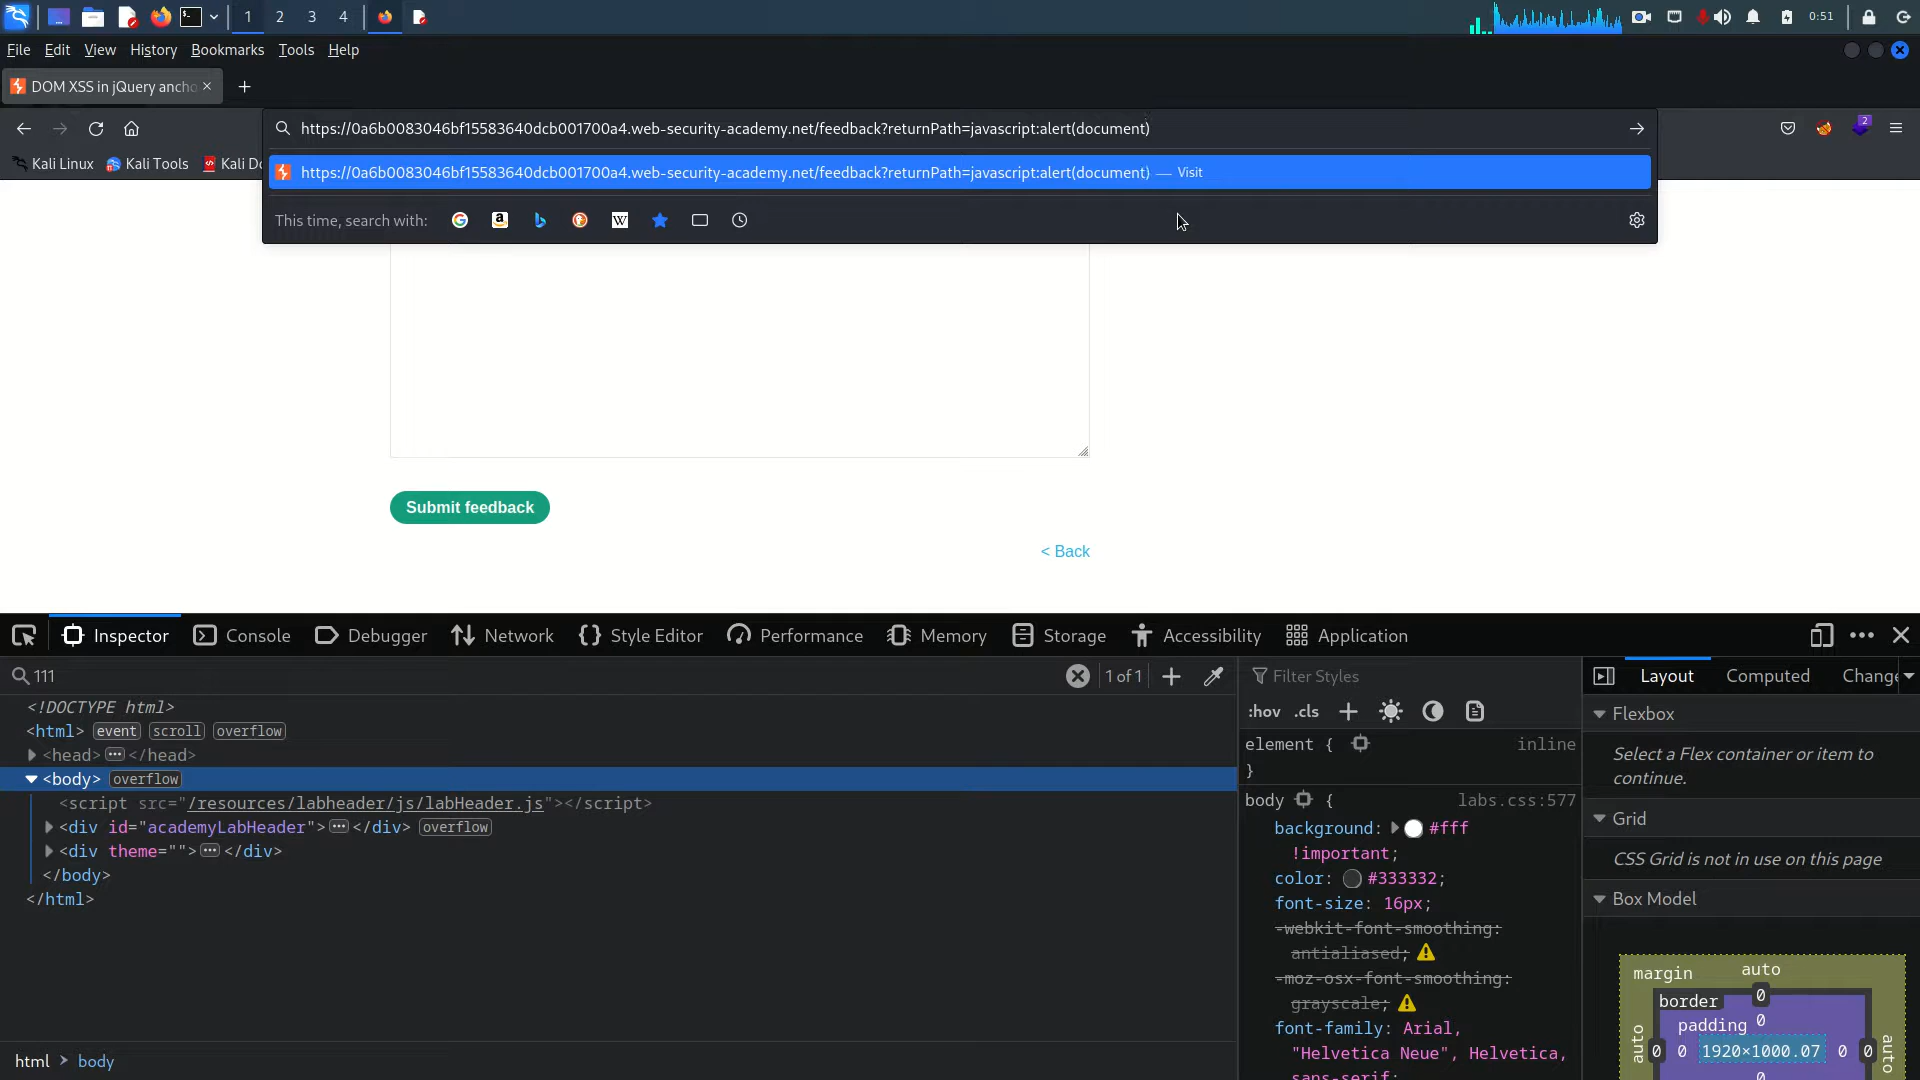 1 2 3 4 2 0:51
File Edit View History Bookmarks Tools Help
DOM XSS in jQuery ancho
https://0a6b0083046bf15583640dcb001700a4.web-security-academy.net/feedback?returnPath=javascript:alert(document)
2
Kali Linux Kali Tools Kali Do
https://0a6b0083046bf15583640dcb001700a4.web-security-academy.net/feedback?returnPath=javascript:alert(document) — Visit
This time, search with:
Submit feedback
< Back
Inspector Console Debugger Network Style Editor Performance Memory Storage Accessibility Application
111
1 of 1
<!DOCTYPE html>
<html> event scroll overflow
<head> ••• </head>
<body> overflow
<script src="/resources/labheader/js/labHeader.js"></script>
<div id="academyLabHeader"> ••• </div> overflow
<div theme=""> ••• </div>
</body>
</html>
html > body
Filter Styles
:hov .cls
element { inline
}
body { labs.css:577
background: #fff
!important;
color: #333332;
font-size: 16px;
-webkit-font-smoothing:
antialiased;
-moz-osx-font-smoothing:
grayscale;
font-family: Arial,
"Helvetica Neue", Helvetica,
sans-serif;
Layout Computed Change
Flexbox
Select a Flex container or item to
continue.
Grid
CSS Grid is not in use on this page
Box Model
margin auto
border 0
padding 0
auto 0 0 1920×1000.07 0 0 auto
0